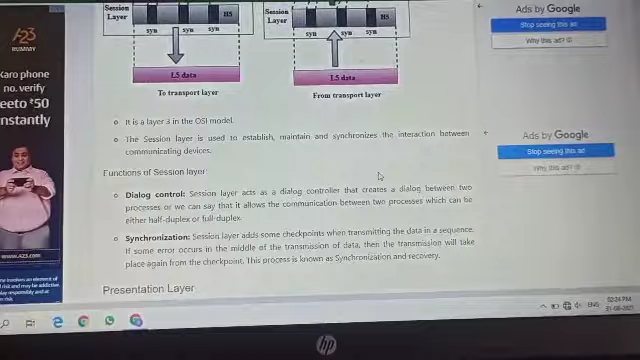 Session
Layer
H5
syn syn syn
L5 data
To transport layer
Session
Layer
H5
syn syn syn
L5 data
From transport layer
It is a layer 3 in the OSI model.
The Session layer is used to establish, maintain and synchronizes the interaction between
communicating devices.
Functions of Session layer:
Dialog control: Session layer acts as a dialog controller that creates a dialog between two
processes or we can say that it allows the communication between two processes which can be
either half-duplex or full-duplex.
Synchronization: Session layer adds some checkpoints when transmitting the data in a sequence.
If some error occurs in the middle of the transmission of data, then the transmission will take
place again from the checkpoint. This process is known as Synchronization and recovery.
Presentation Layer
A23
RUMMY
Karo phone
no. verify
eeto ₹50
nstantly
www.A23.com
Ads by Google
Stop seeing this ad
Why this ad?
Ads by Google
Stop seeing this ad
Why this ad?
ENG
02:24 PM
hp